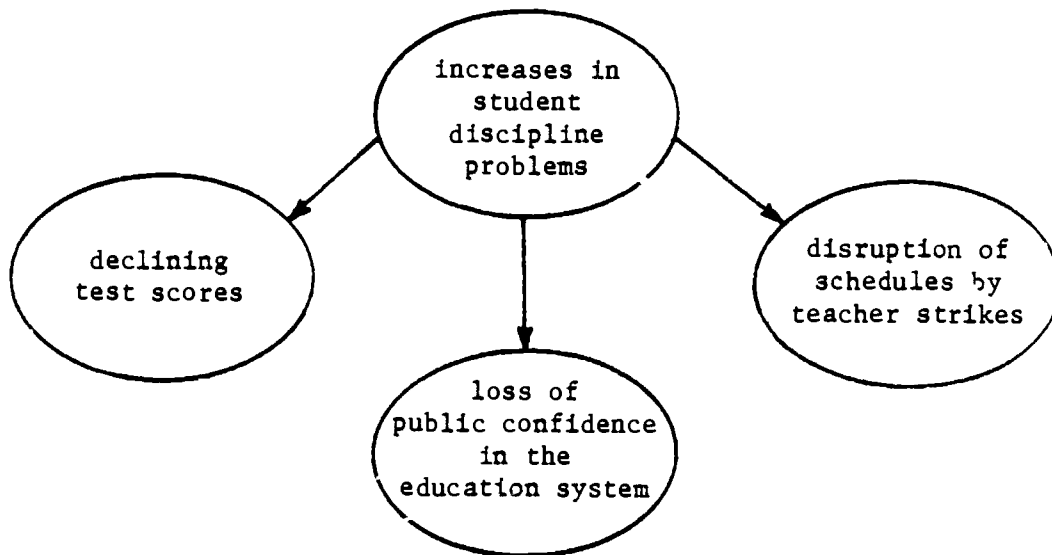 increases in
student
discipline
problems
declining
test scores
disruption of
schedules by
teacher strikes
loss of
public confidence
in the
education system